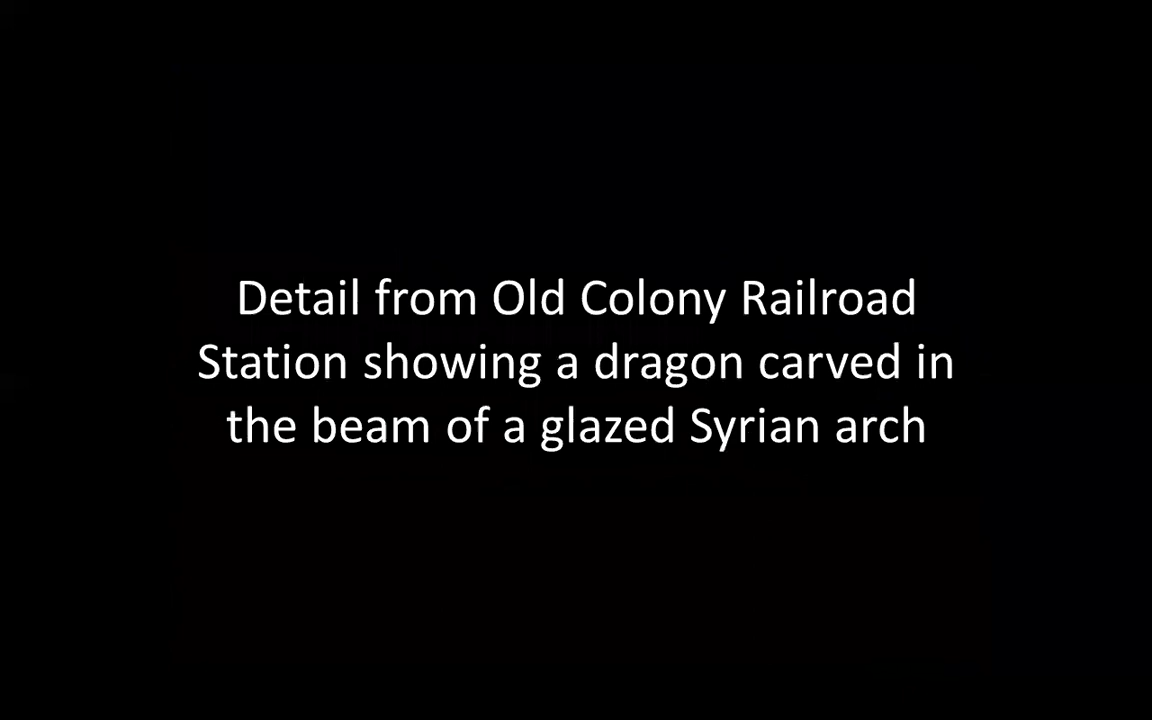 Detail from Old Colony Railroad
Station showing a dragon carved in
the beam of a glazed Syrian arch